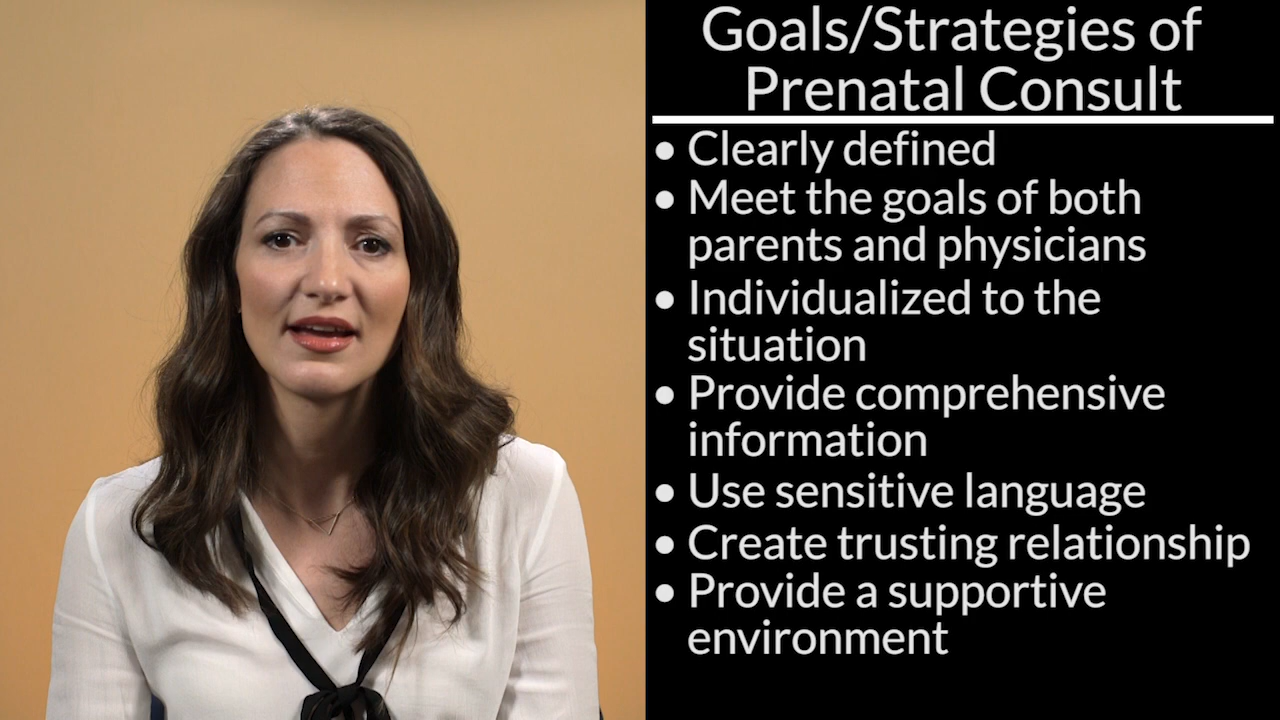 Goals/Strategies of
Prenatal Consult
• Clearly defined
• Meet the goals of both
parents and physicians
• Individualized to the
situation
• Provide comprehensive
information
• Use sensitive language
• Create trusting relationship
• Provide a supportive
environment